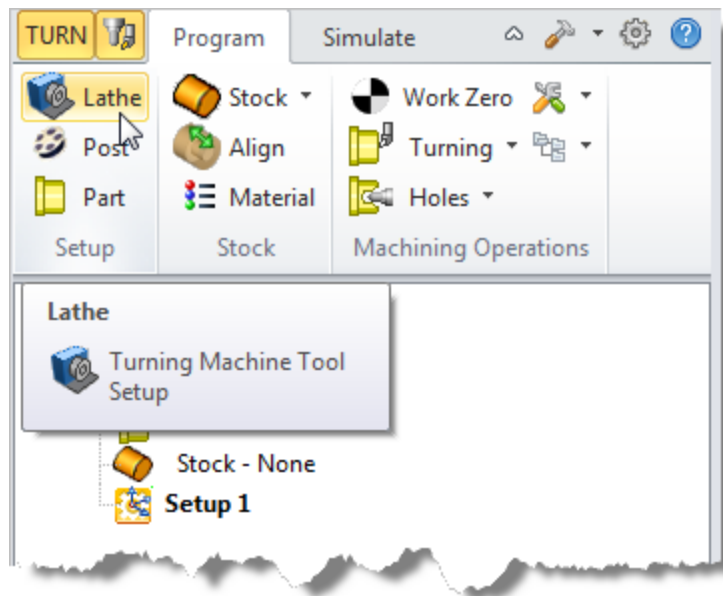 TURN Program Simulate
Lathe Stock Work Zero
Post Align Turning
Part Material Holes
Setup Stock Machining Operations
Lathe
Turning Machine Tool
Setup
Stock - None
Setup 1